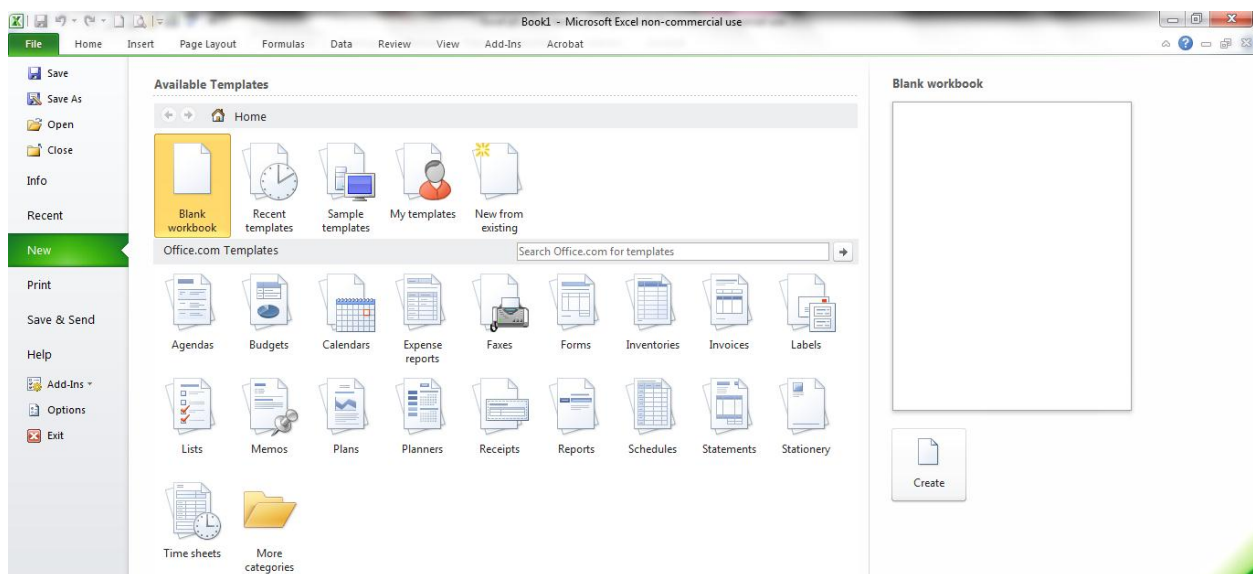 Book1 - Microsoft Excel non-commercial use
File Home Insert Page Layout Formulas Data Review View Add-Ins Acrobat
Save
Save As
Open
Close
Info
Recent
New
Print
Save & Send
Help
Add-Ins
Options
Exit
Available Templates
Home
Blank workbook
Recent templates
Sample templates
My templates
New from existing
Office.com Templates
Search Office.com for templates
Agendas
Budgets
Calendars
Expense reports
Faxes
Forms
Inventories
Invoices
Labels
Lists
Memos
Plans
Planners
Receipts
Reports
Schedules
Statements
Stationery
Time sheets
More categories
Blank workbook
Create